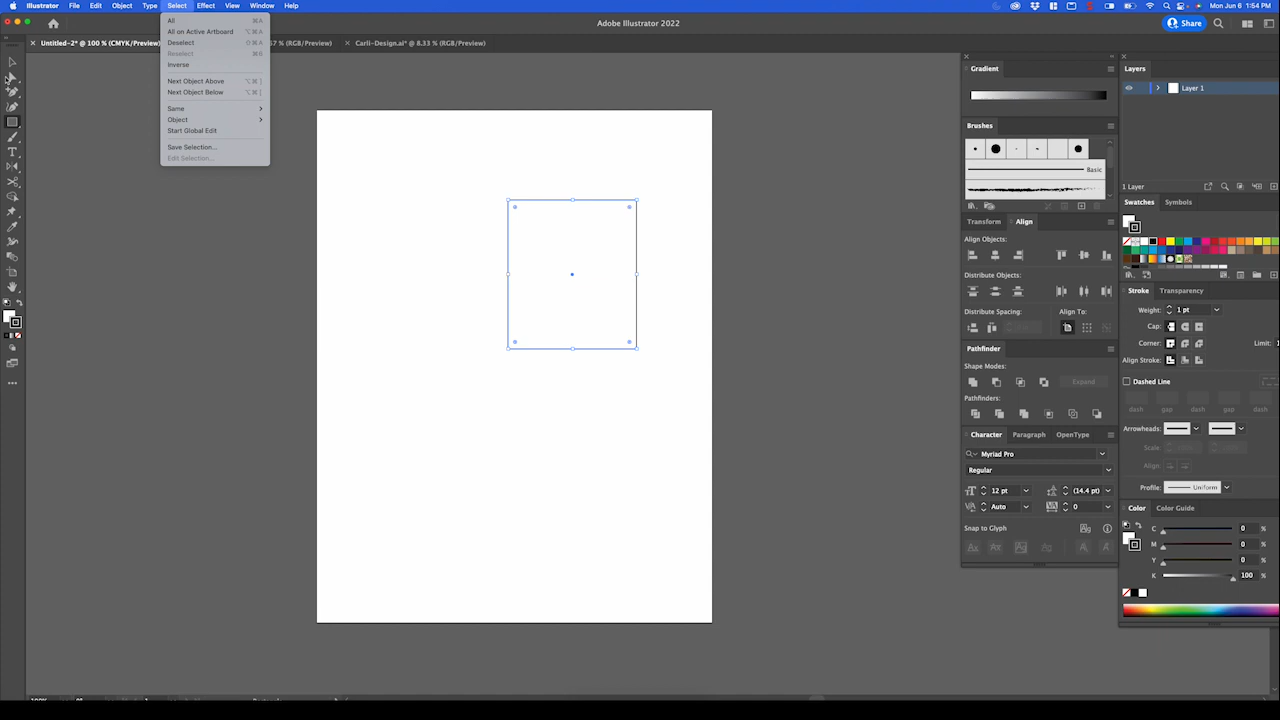 Illustrator File Edit Object Type Select Effect View Window Help
Mon Jun 6 1:54 PM
Adobe Illustrator 2022
Share
× Untitled-2* @ 100 % (CMYK/Preview)
7 % (RGB/Preview)
× Carli-Design.ai* @ 8.33 % (RGB/Preview)
All ⌘A
All on Active Artboard ⌥⌘A
Deselect ⇧⌘A
Reselect ⌘6
Inverse
Next Object Above ⌥⌘]
Next Object Below ⌥⌘[
Same
Object
Start Global Edit
Save Selection...
Edit Selection...
Gradient
Brushes
Basic
Transform Align
Align Objects:
Distribute Objects:
Distribute Spacing: Align To:
Pathfinder
Shape Modes:
Expand
Pathfinders:
Character Paragraph OpenType
Myriad Pro
Regular
12 pt (14.4 pt)
Auto 0
Snap to Glyph
Layers
Layer 1
1 Layer
Swatches Symbols
Stroke Transparency
Weight: 1 pt
Cap:
Corner: Limit:
Align Stroke:
Dashed Line
dash gap dash gap dash
Arrowheads:
Scale:
Align:
Profile: Uniform
Color Color Guide
C 0 %
M 0 %
Y 0 %
K 100 %